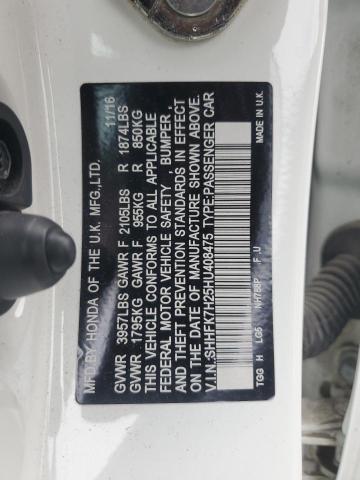 MFD.BY HONDA OF THE U.K. MFG.,LTD. 11/16
GVWR 3957LBS GAWR F 2105LBS R 1874LBS
GVWR 1795KG GAWR F 955KG R 850KG
THIS VEHICLE CONFORMS TO ALL APPLICABLE
FEDERAL MOTOR VEHICLE SAFETY , BUMPER ,
AND THEFT PREVENTION STANDARDS IN EFFECT
ON THE DATE OF MANUFACTURE SHOWN ABOVE.
V.I.N.:SHHFK7H25HU408475 TYPE:PASSENGER CAR
TGG H LG5 NH788P F U MADE IN U.K.